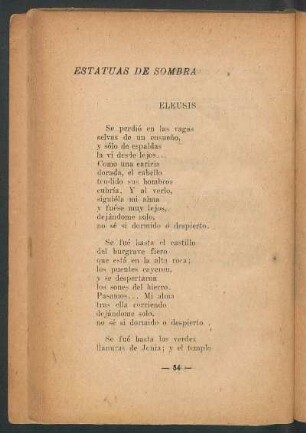 ESTATUAS DE SOMBRA
ELEUSIS
Se perdió en las vagas
selvas de un ensueño,
y sólo de espaldas
la vi desde lejos...
Como una caricia
dorada, el cabello
tendido sus hombros
cubría. Y al verlo,
siguióla mi alma
y fuése muy lejos,
dejándome solo,
no sé si dormido o despierto.
Se fué hasta el castillo
del burgrave fiero
que está en la alta roca;
los puentes cayeron,
y se despertaron
los sones del hierro.
Pasamos... Mi alma
tras ella corriendo
dejándome solo,
no sé si dormido o despierto.
Se fué hasta las verdes
llanuras de Jonia; y el templo
— 34 —